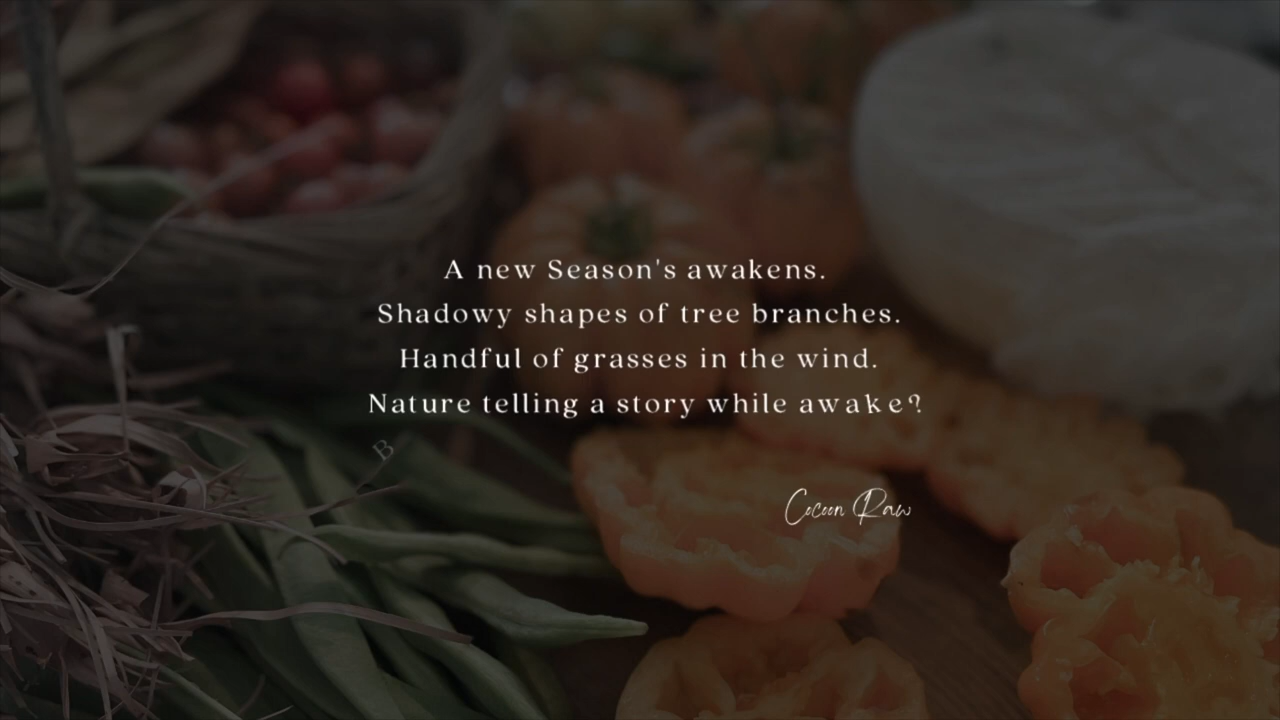 A new Season's awakens.
Shadowy shapes of tree branches.
Handful of grasses in the wind.
Nature telling a story while awake?
B
Cocoon Raw